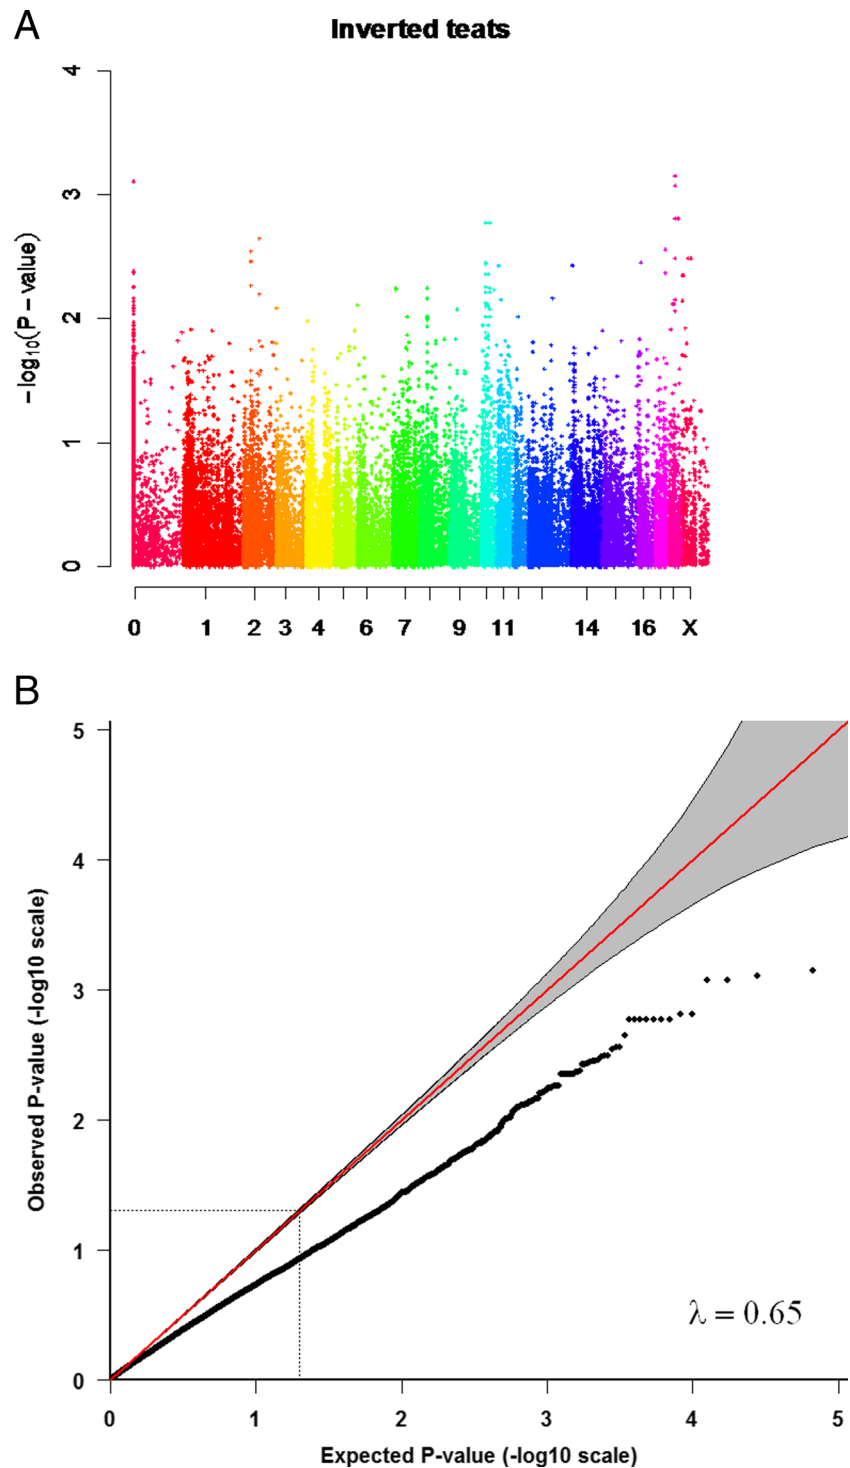 A
Inverted teats
4
3
2
1
0
−log10(P − value)
0 1 2 3 4 6 7 9 11 14 16 X
B
5
4
3
2
1
0
Observed P-value (-log10 scale)
λ = 0.65
0 1 2 3 4 5
Expected P-value (-log10 scale)